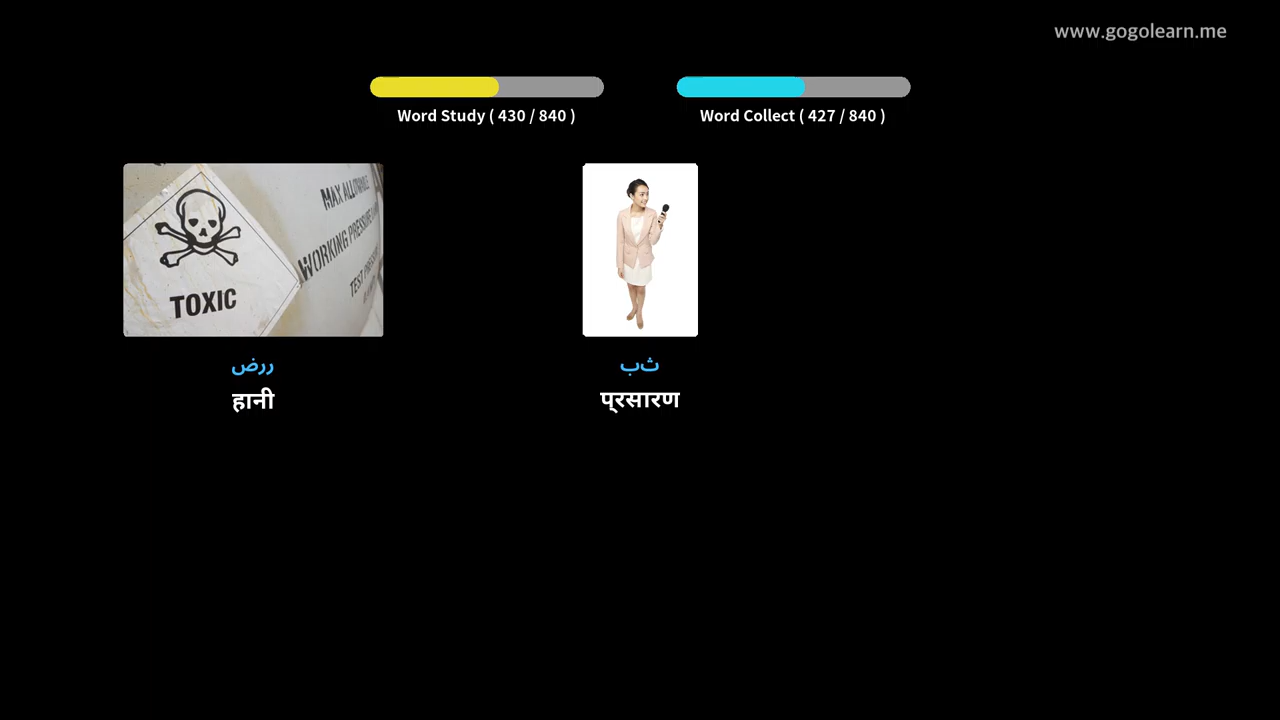 www.gogolearn.me
Word Study ( 430 / 840 )
Word Collect ( 427 / 840 )
MAX ALLOWABLE
WORKING PRESSURE
TEST
TOXIC
ررض
ثب
हानी
प्‌रसारण